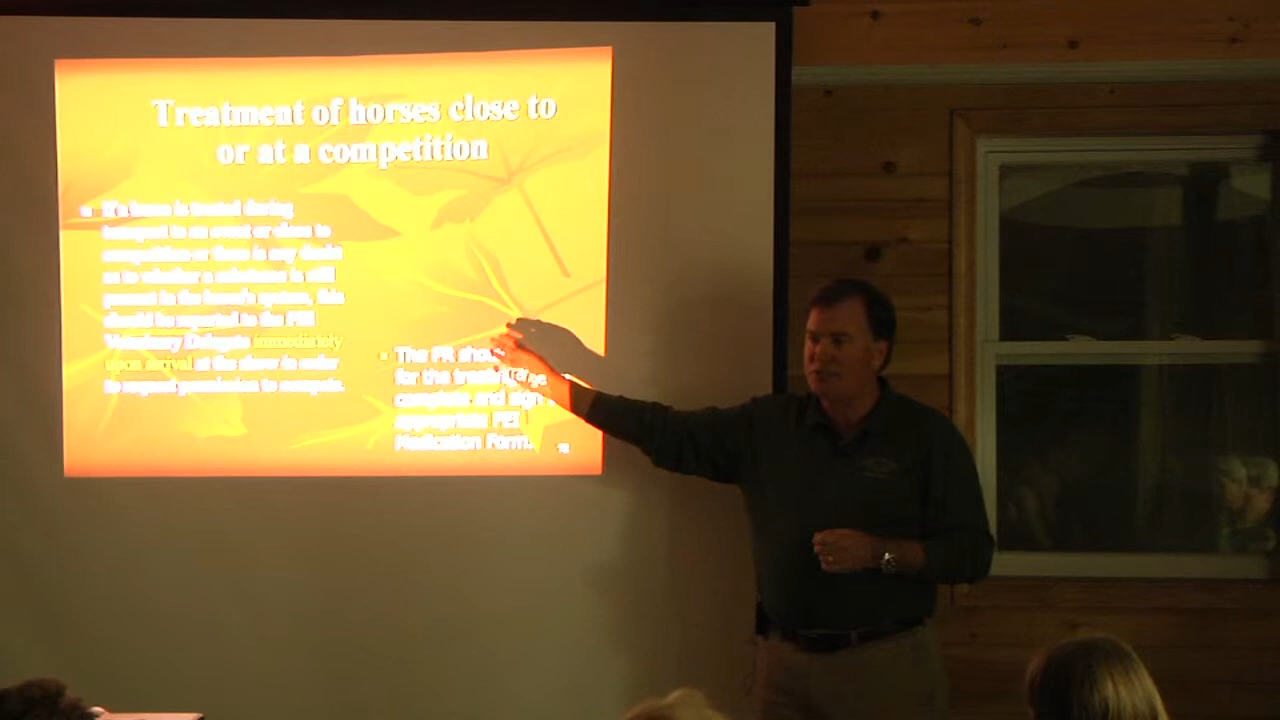 Treatment of horses close to
or at a competition
If a horse is treated during
transport to an event or close to
competition or there is any doubt
as to whether a substance is still
present in the horse's system, this
should be reported to the FEI
Veterinary Delegate immediately
upon arrival at the show in order
to request permission to compete.
The PR
for the
complete and sign
appropriate FEI
Medication Form.